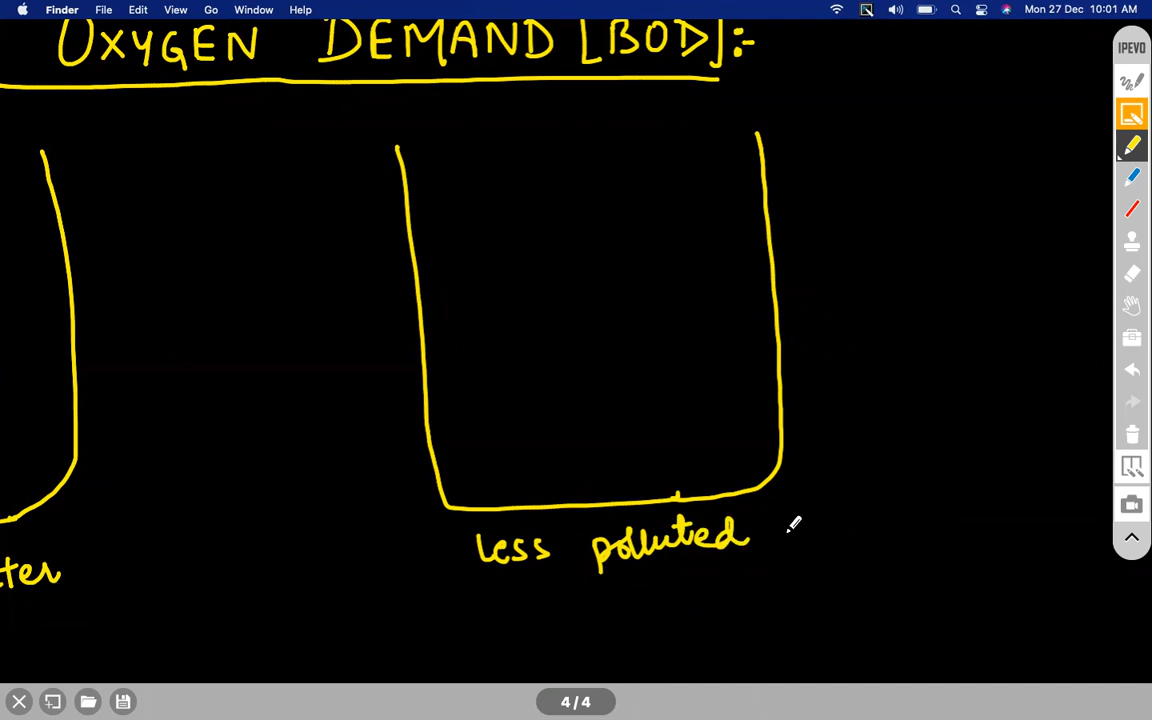 Finder File Edit View Go Window Help Mon 27 Dec 10:01 AM
OXYGEN DEMAND [BOD]:-
IPEVO
less polluted
ter
4/4